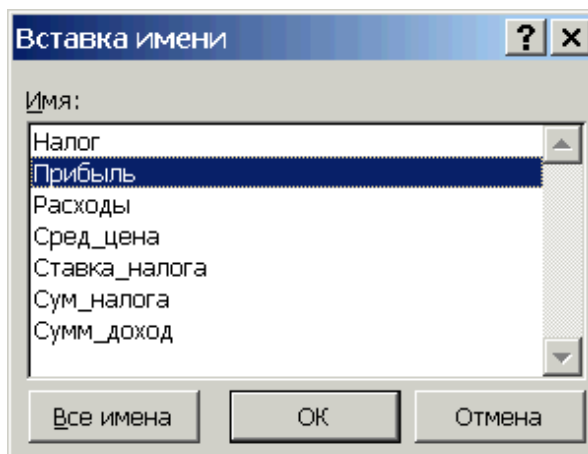 Вставка имени
Имя:
Налог
Прибыль
Расходы
Сред_цена
Ставка_налога
Сум_налога
Сумм_доход
Все имена ОК Отмена